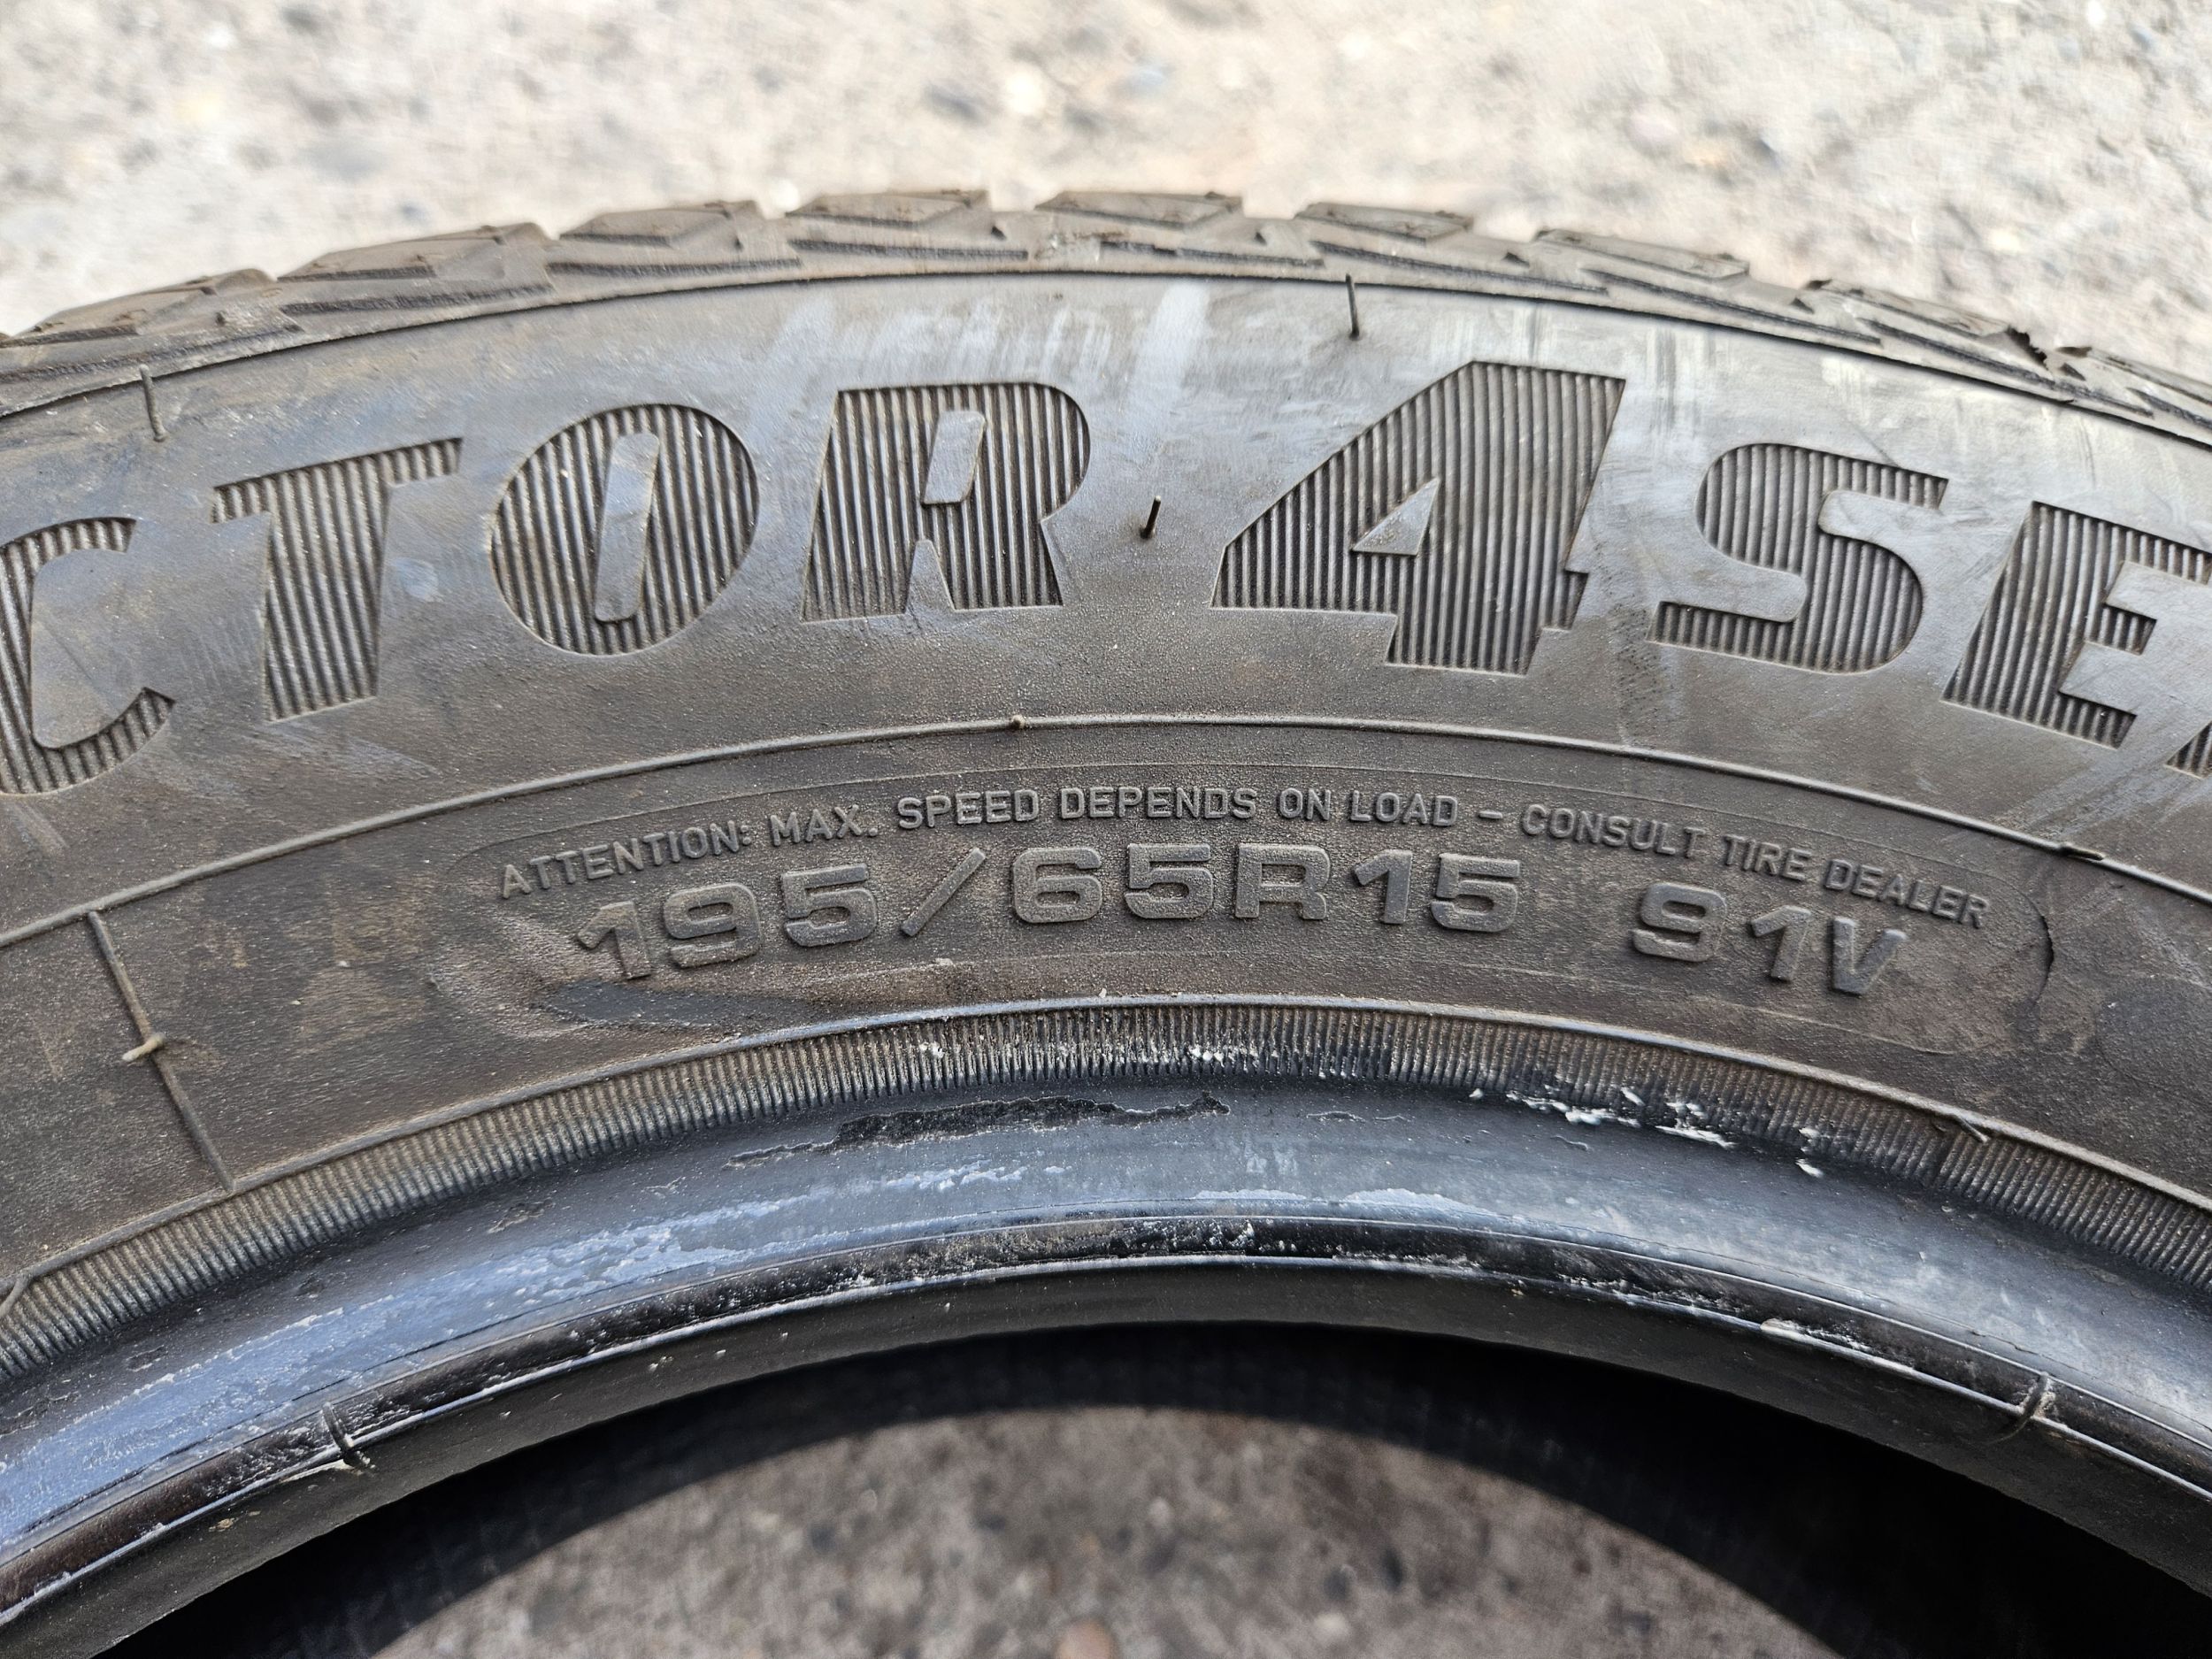 CTOR 4SE
ATTENTION: MAX. SPEED DEPENDS ON LOAD - CONSULT TIRE DEALER
195/65R15 91V